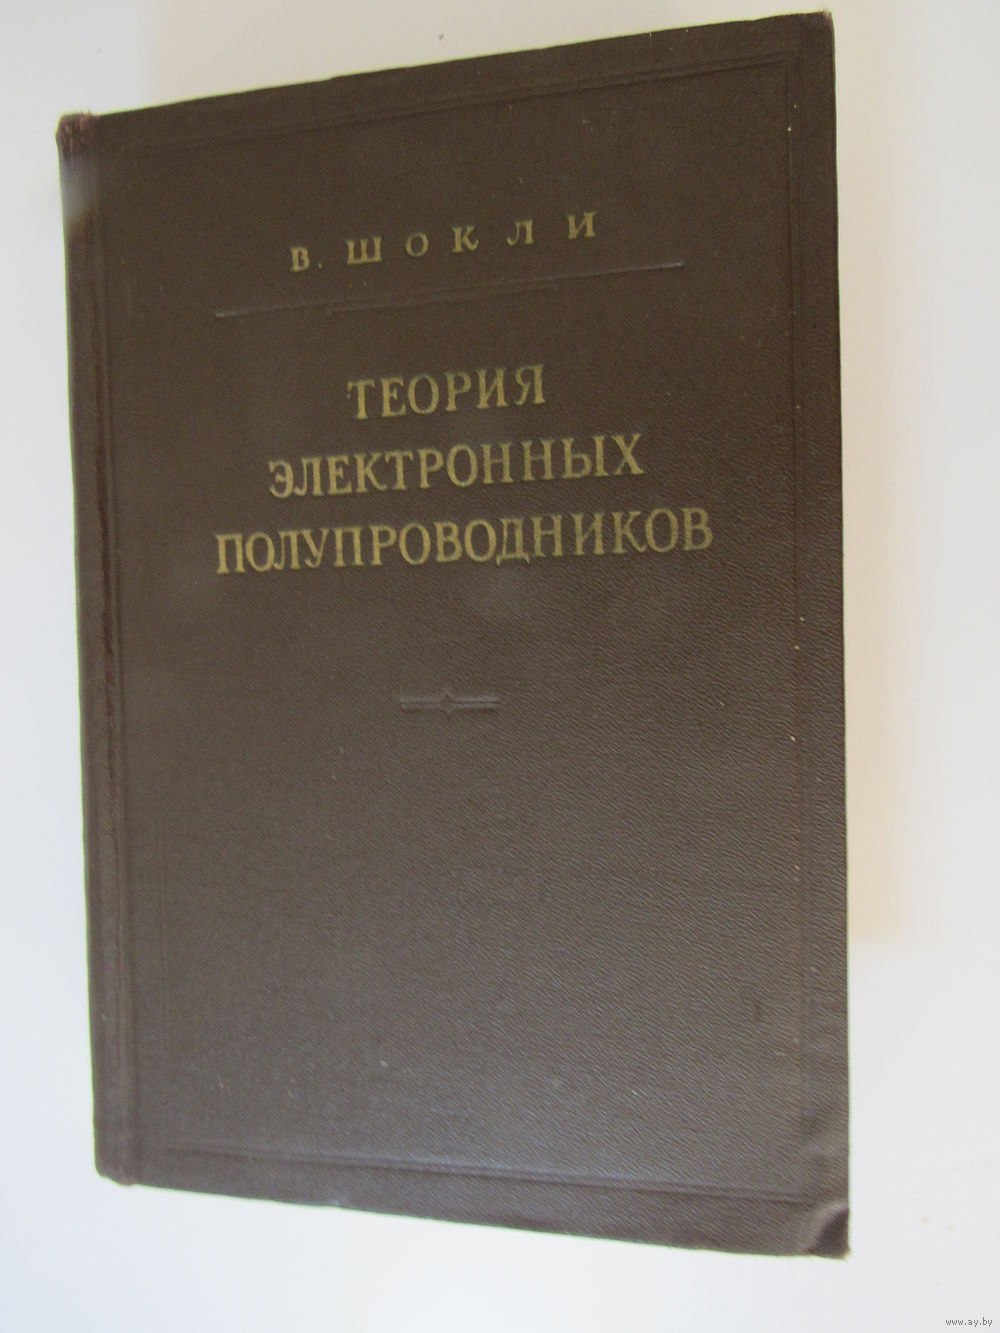 В. ШОКЛИ
ТЕОРИЯ
ЭЛЕКТРОННЫХ
ПОЛУПРОВОДНИКОВ
www.ay.by